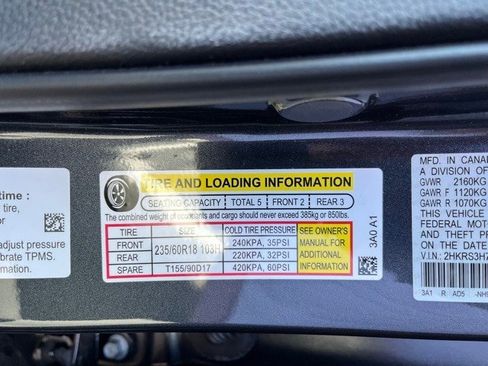 time :
tire,
adjust pressure
brate TPMS.
TIRE AND LOADING INFORMATION
SEATING CAPACITY TOTAL 5 FRONT 2 REAR 3
The combined weight of occupants and cargo should never exceed 385kg or 850lbs.
TIRE SIZE COLD TIRE PRESSURE SEE OWNER'S MANUAL FOR ADDITIONAL INFORMATION
FRONT 235/60R18 103H 240KPA, 35PSI
REAR 220KPA, 32PSI
SPARE T155/90D17 420KPA, 60PSI
3A0 A1
MFD. IN CANA
A DIVISION OF
GVWR 2160KG
GAWR F 1120KG
GAWR R 1070KG
THIS VEHICLE
FEDERAL MOT
AND THEFT P
ON THE DATE
V.I.N: 2HKRS3H7
3A1 -R AD5 -NH